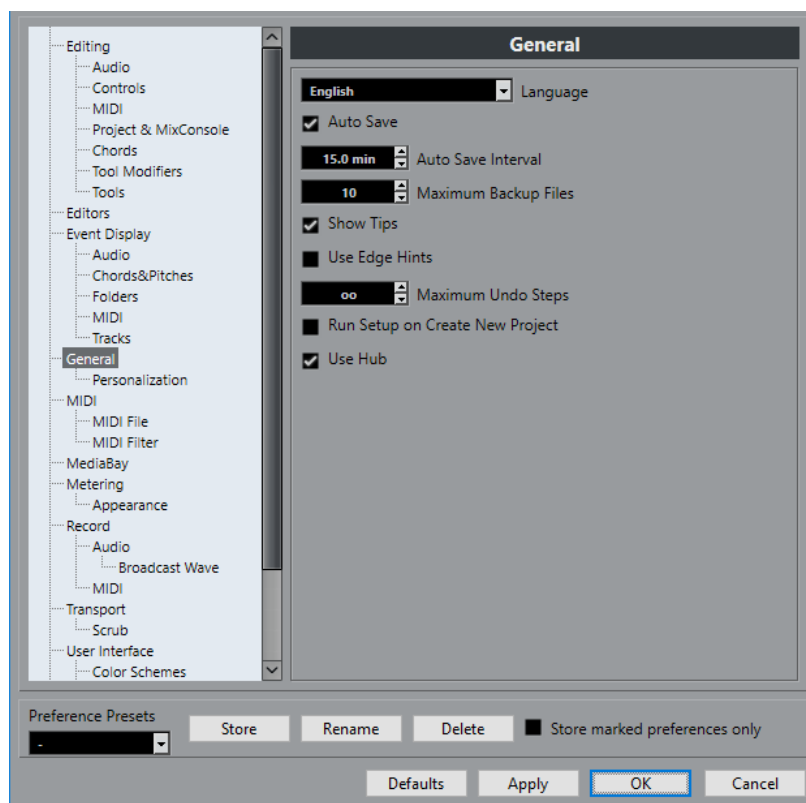 Editing
Audio
Controls
MIDI
Project & MixConsole
Chords
Tool Modifiers
Tools
Editors
Event Display
Audio
Chords&Pitches
Folders
MIDI
Tracks
General
Personalization
MIDI
MIDI File
MIDI Filter
MediaBay
Metering
Appearance
Record
Audio
Broadcast Wave
MIDI
Transport
Scrub
User Interface
Color Schemes
General
English Language
Auto Save
15.0 min Auto Save Interval
10 Maximum Backup Files
Show Tips
Use Edge Hints
oo Maximum Undo Steps
Run Setup on Create New Project
Use Hub
Preference Presets
-
Store Rename Delete Store marked preferences only
Defaults Apply OK Cancel